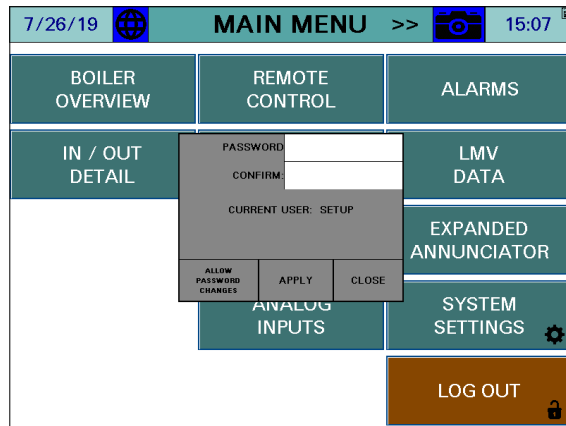 7/26/19 MAIN MENU >> 15:07
BOILER
OVERVIEW
REMOTE
CONTROL
ALARMS
IN / OUT
DETAIL
PASSWORD
CONFIRM:
CURRENT USER: SETUP
ALLOW
PASSWORD
CHANGES
APPLY
CLOSE
LMV
DATA
EXPANDED
ANNUNCIATOR
ANALOG
INPUTS
SYSTEM
SETTINGS
LOG OUT